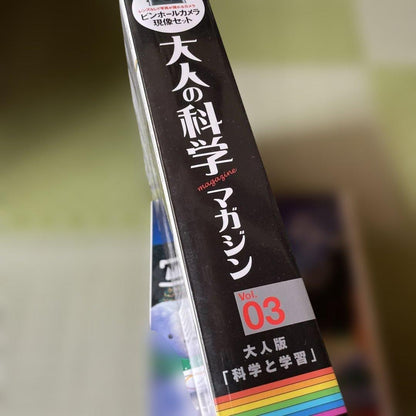 ピンホールカメラ
現像セット
大人の科学
magazine
マガジン
Vol.
03
大人版
「科学と学習」